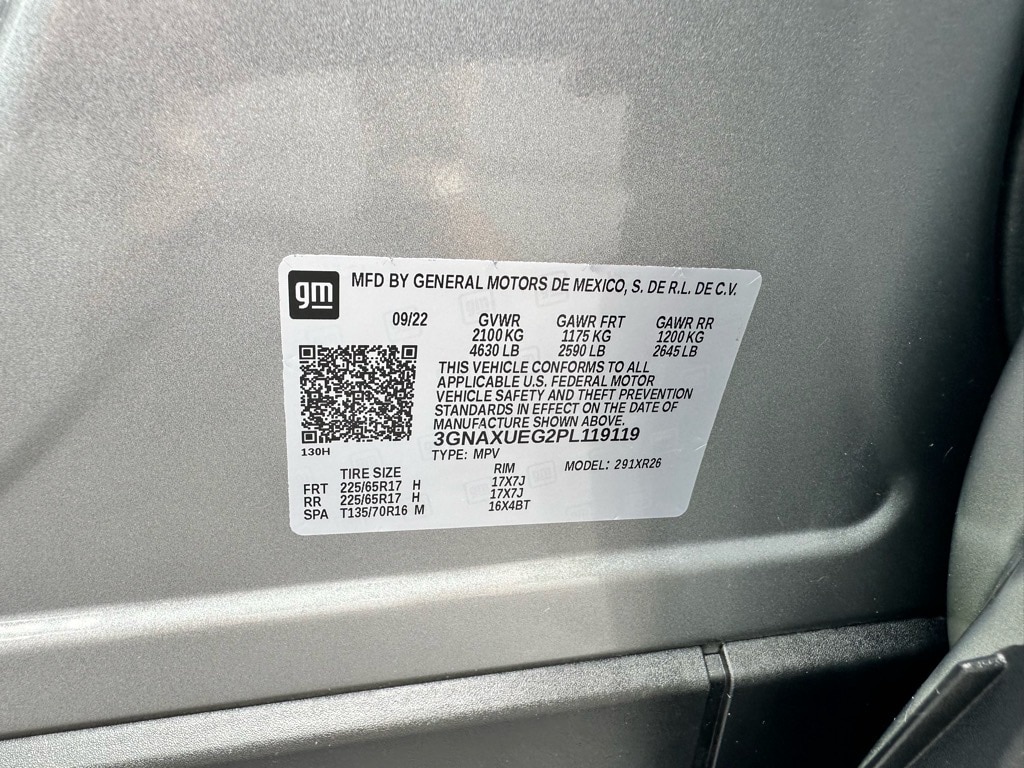 gm
MFD BY GENERAL MOTORS DE MEXICO, S. DE R.L. DE C.V.
09/22 GVWR GAWR FRT GAWR RR
2100 KG 1175 KG 1200 KG
4630 LB 2590 LB 2645 LB
THIS VEHICLE CONFORMS TO ALL
APPLICABLE U.S. FEDERAL MOTOR
VEHICLE SAFETY AND THEFT PREVENTION
STANDARDS IN EFFECT ON THE DATE OF
MANUFACTURE SHOWN ABOVE.
3GNAXUEG2PL119119
130H
TYPE: MPV MODEL: 291XR26
TIRE SIZE RIM
FRT 225/65R17 H 17X7J
RR 225/65R17 H 17X7J
SPA T135/70R16 M 16X4BT